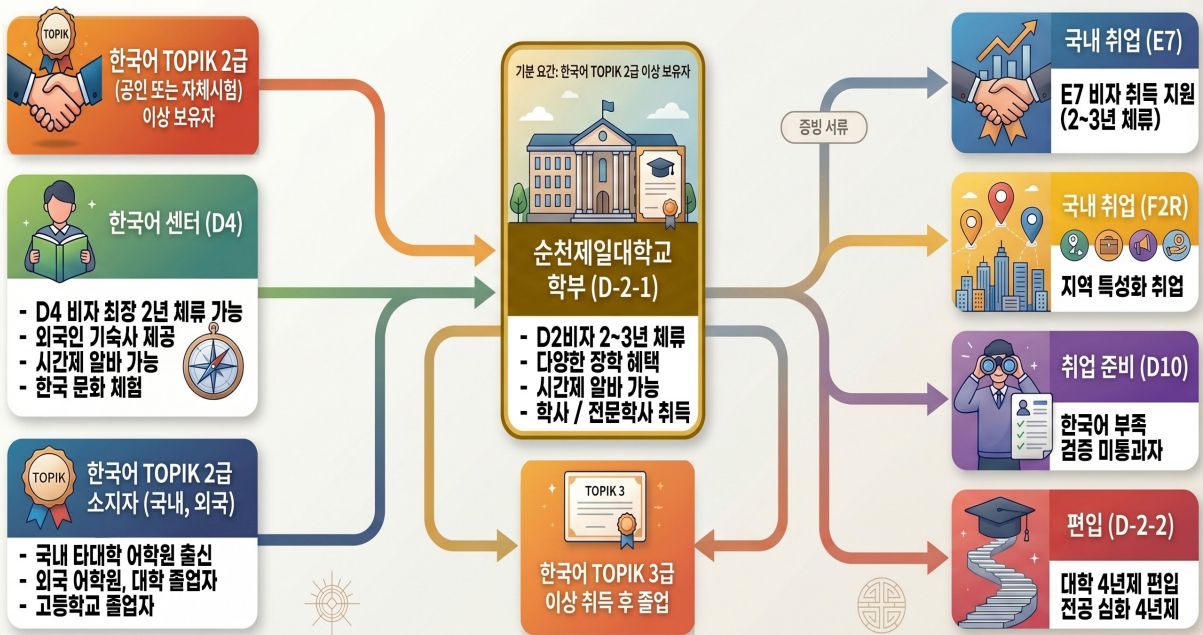 TOPIK
한국어 TOPIK 2급
(공인 또는 자체시험)
이상 보유자
한국어 센터 (D4)
- D4 비자 최장 2년 체류 가능
- 외국인 기숙사 제공
- 시간제 알바 가능
- 한국 문화 체험
TOPIK
한국어 TOPIK 2급
소지자 (국내, 외국)
- 국내 타대학 어학원 출신
- 외국 어학원, 대학 졸업자
- 고등학교 졸업자
기분 요간: 한국어 TOPIK 2급 이상 보유자
순천제일대학교
학부 (D-2-1)
- D2비자 2~3년 체류
- 다양한 장학 혜택
- 시간제 알바 가능
- 학사 / 전문학사 취득
TOPIK 3
한국어 TOPIK 3급
이상 취득 후 졸업
증빙 서류
국내 취업 (E7)
E7 비자 취득 지원
(2~3년 체류)
국내 취업 (F2R)
지역 특성화 취업
취업 준비 (D10)
한국어 부족
검증 미통과자
편입 (D-2-2)
대학 4년제 편입
전공 심화 4년제